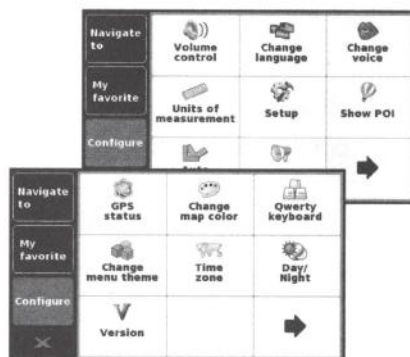 Navigate
to
Volume
control
Change
language
Change
voice
My
favorite
Units of
measurement
Setup
Show POI
Configure
Navigate
to
GPS
status
Change
map color
Qwerty
keyboard
My
favorite
Change
menu theme
Time
zone
Day/
Night
Configure
Version